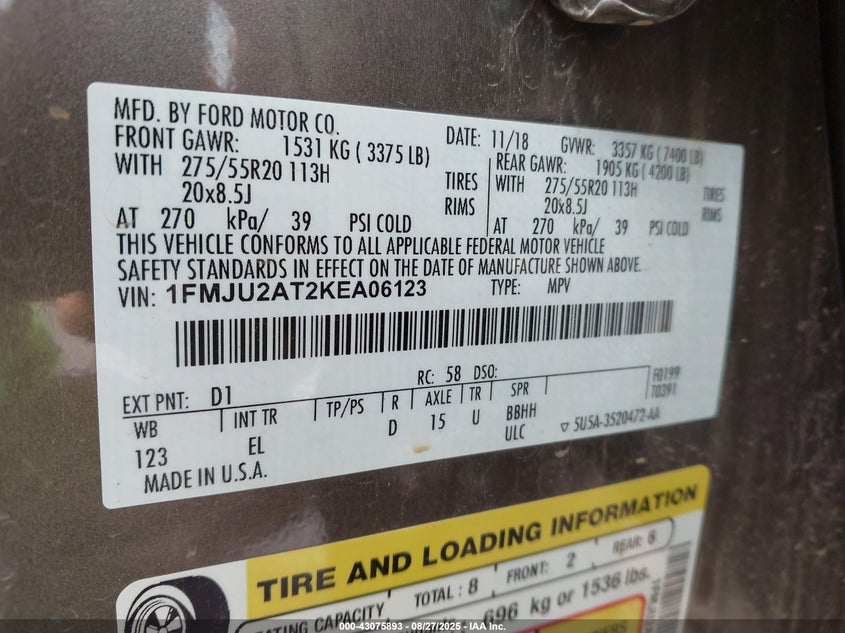 MFD. BY FORD MOTOR CO.
DATE: 11/18 GVWR: 3357 KG ( 7400 LB)
FRONT GAWR: 1531 KG ( 3375 LB)
REAR GAWR: 1905 KG ( 4200 LB)
WITH 275/55R20 113H TIRES
WITH 275/55R20 113H TIRES
20x8.5J RIMS
20x8.5J RIMS
AT 270 kPa/ 39 PSI COLD
AT 270 kPa/ 39 PSI COLD
THIS VEHICLE CONFORMS TO ALL APPLICABLE FEDERAL MOTOR VEHICLE
SAFETY STANDARDS IN EFFECT ON THE DATE OF MANUFACTURE SHOWN ABOVE.
VIN: 1FMJU2AT2KEA06123 TYPE: MPV
EXT PNT: D1 RC: 58 DSO: F0199
T0391
WB INT TR TP/PS R AXLE TR SPR
123 EL D 15 U BBHH
ULC ▽ 5U5A-3520472-AA
MADE IN U.S.A.
TIRE AND LOADING INFORMATION
TOTAL : 8 FRONT: 2 REAR: 6
CAPACITY
696 kg or 1536 lbs.
000-43075893 - 08/27/2025 - IAA Inc.